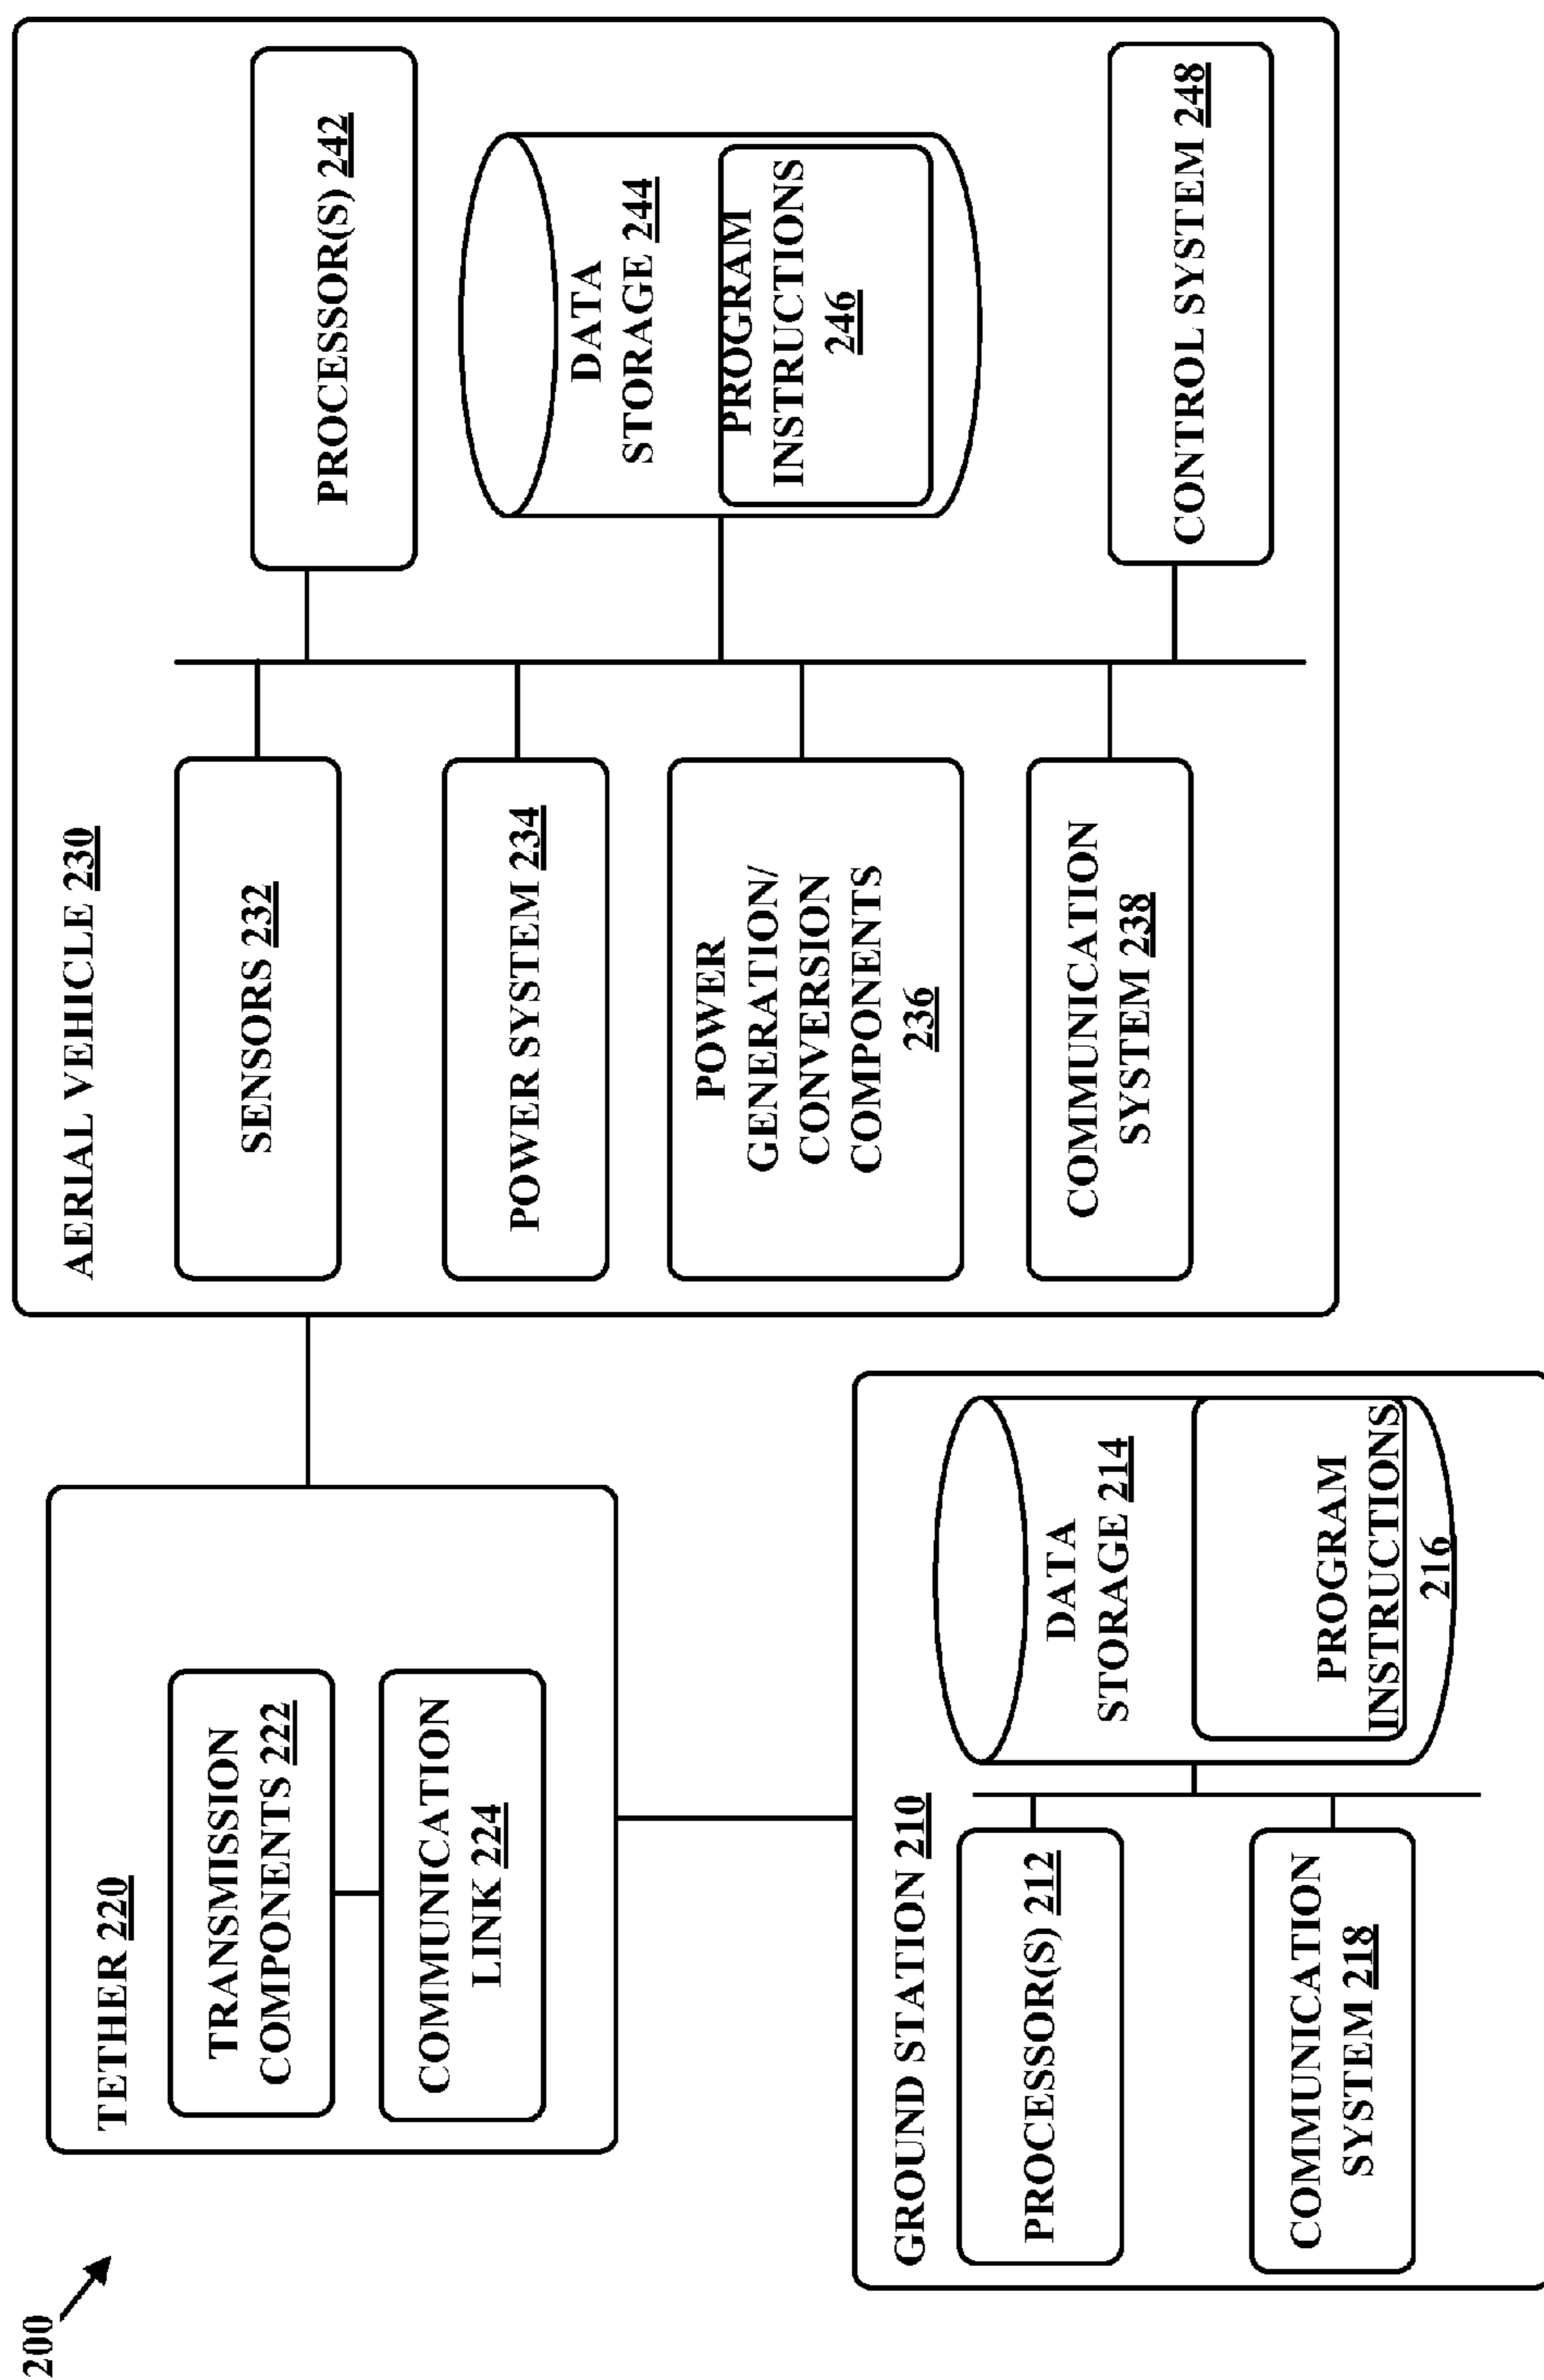 200
TETHER 220
TRANSMISSION
COMPONENTS 222
COMMUNICATION
LINK 224
GROUND STATION 210
PROCESSOR(S) 212
COMMUNICATION
SYSTEM 218
DATA
STORAGE 214
PROGRAM
INSTRUCTIONS
216
AERIAL VEHICLE 230
SENSORS 232
POWER SYSTEM 234
POWER
GENERATION/
CONVERSION
COMPONENTS
236
COMMUNICATION
SYSTEM 238
PROCESSOR(S) 242
DATA
STORAGE 244
PROGRAM
INSTRUCTIONS
246
CONTROL SYSTEM 248